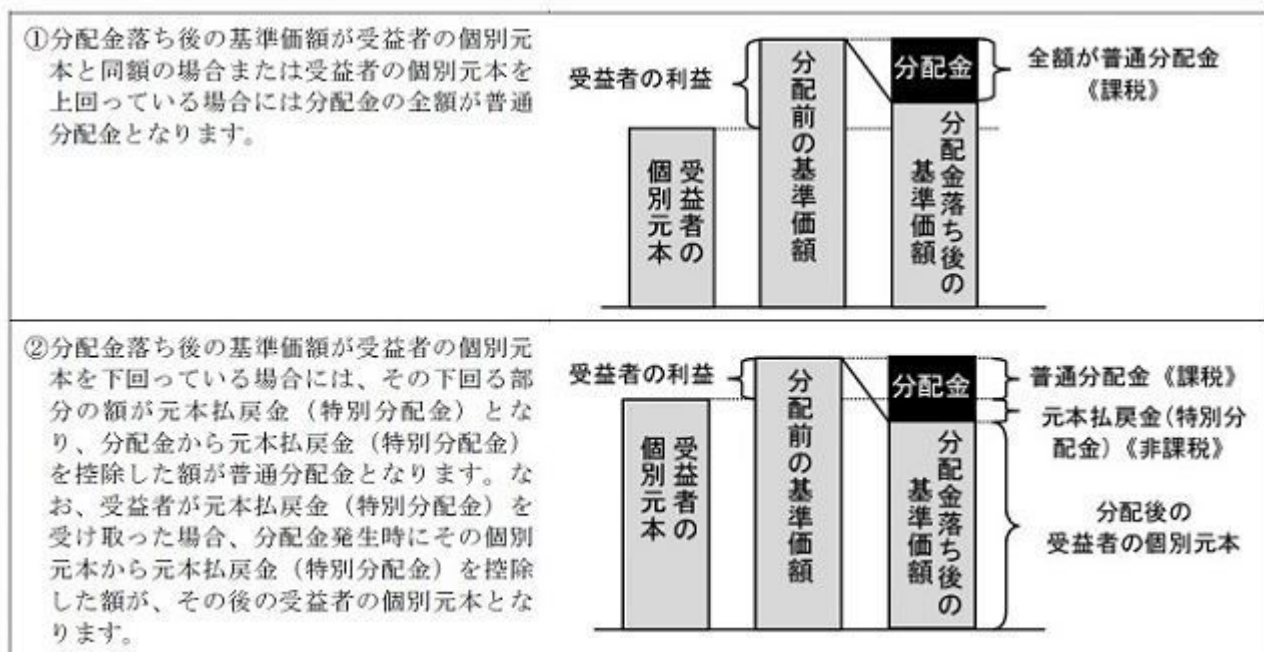 ①分配金落ち後の基準価額が受益者の個別元
本と同額の場合または受益者の個別元本を
上回っている場合には分配金の全額が普通
分配金となります。
受益者の利益
受益者の
個別元本
分配前の基準価額
分配金
分配金落ち後の
基準価額
全額が普通分配金
《課税》
②分配金落ち後の基準価額が受益者の個別元
本を下回っている場合には、その下回る部
分の額が元本払戻金（特別分配金）とな
り、分配金から元本払戻金（特別分配金）
を控除した額が普通分配金となります。な
お、受益者が元本払戻金（特別分配金）を
受け取った場合、分配金発生時にその個別
元本から元本払戻金（特別分配金）を控除
した額が、その後の受益者の個別元本とな
ります。
受益者の利益
受益者の
個別元本
分配前の基準価額
分配金
分配金落ち後の
基準価額
普通分配金《課税》
元本払戻金(特別分
配金)《非課税》
分配後の
受益者の個別元本